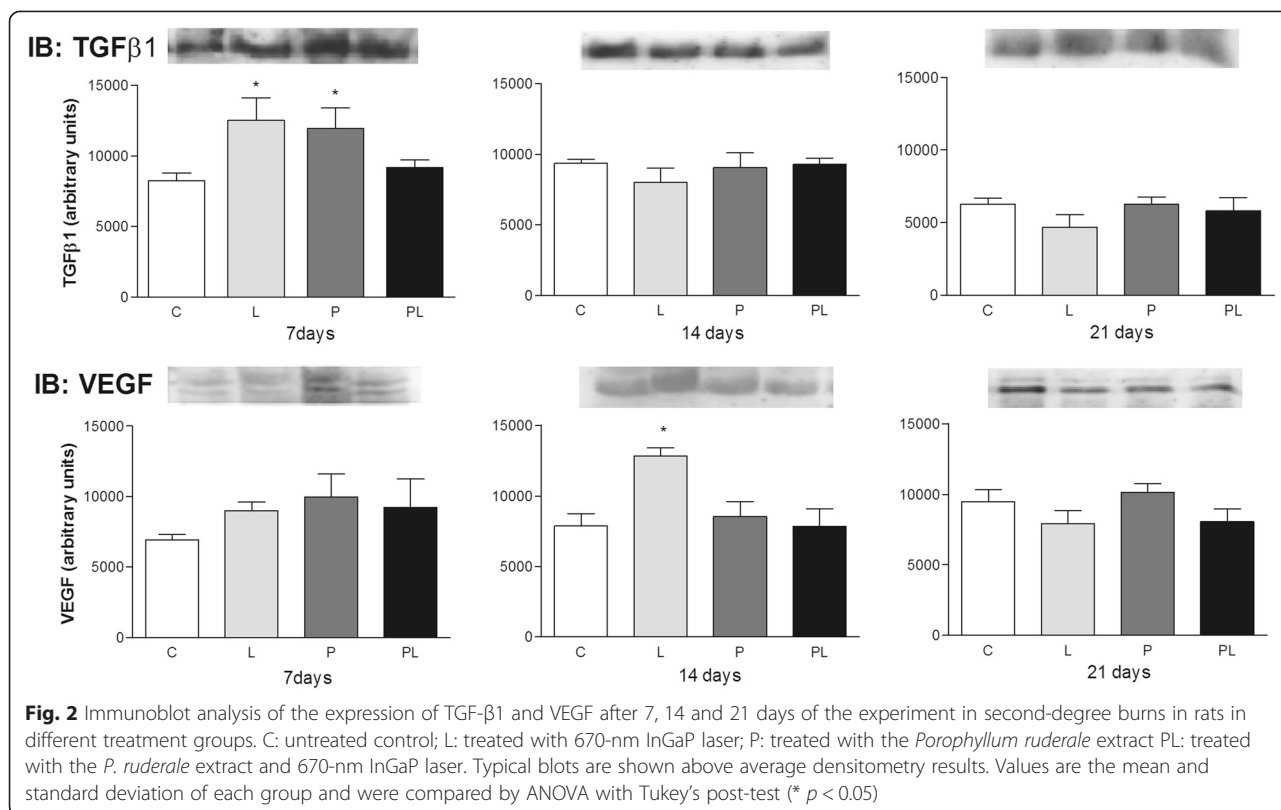 IB: TGFβ1
15000
10000
5000
0
TGFβ1 (arbitrary units)
* *
C L P PL
7days
15000
10000
5000
0
C L P PL
14 days
15000
10000
5000
0
C L P PL
21 days
IB: VEGF
15000
10000
5000
0
VEGF (arbitrary units)
C L P PL
7days
15000
10000
5000
0
*
C L P PL
14 days
15000
10000
5000
0
C L P PL
21 days
Fig. 2 Immunoblot analysis of the expression of TGF-β1 and VEGF after 7, 14 and 21 days of the experiment in second-degree burns in rats in
different treatment groups. C: untreated control; L: treated with 670-nm InGaP laser; P: treated with the Porophyllum ruderale extract PL: treated
with the P. ruderale extract and 670-nm InGaP laser. Typical blots are shown above average densitometry results. Values are the mean and
standard deviation of each group and were compared by ANOVA with Tukey's post-test (* p < 0.05)